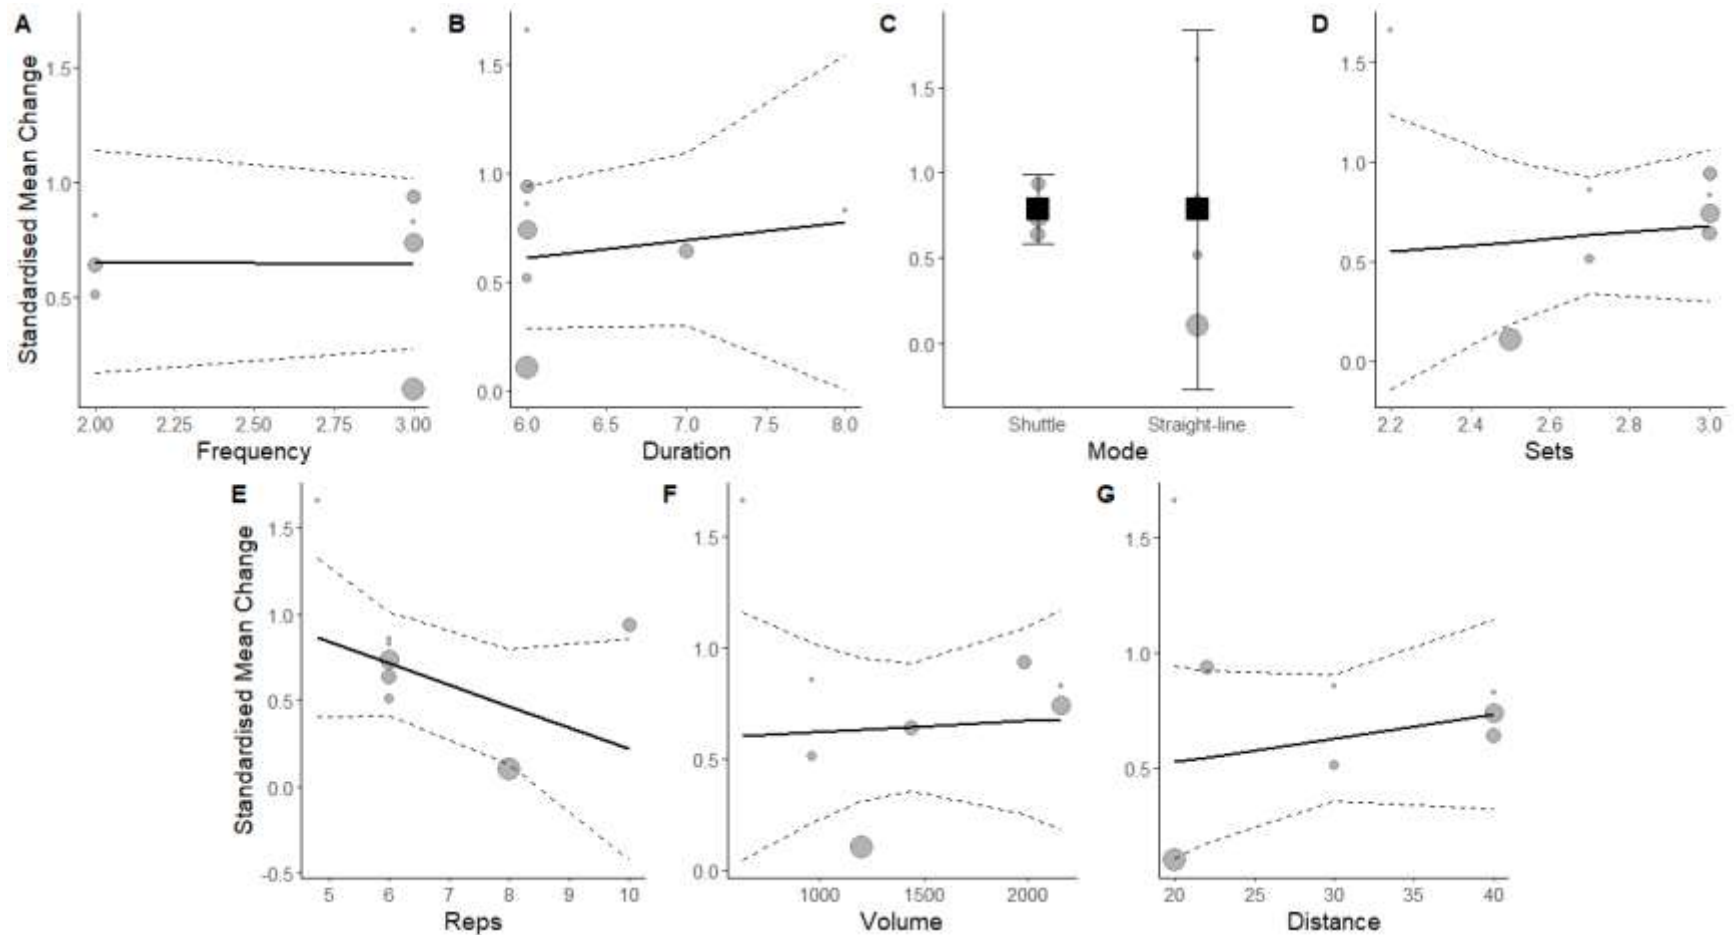 A
Standardised Mean Change
1.5
1.0
0.5
2.00 2.25 2.50 2.75 3.00
Frequency
B
1.5
1.0
0.5
0.0
6.0 6.5 7.0 7.5 8.0
Duration
C
1.5
1.0
0.5
0.0
Shuttle Straight-line
Mode
D
1.5
1.0
0.5
0.0
2.2 2.4 2.6 2.8 3.0
Sets
E
Standardised Mean Change
1.5
1.0
0.5
0.0
-0.5
5 6 7 8 9 10
Reps
F
1.5
1.0
0.5
0.0
1000 1500 2000
Volume
G
1.5
1.0
0.5
20 25 30 35 40
Distance